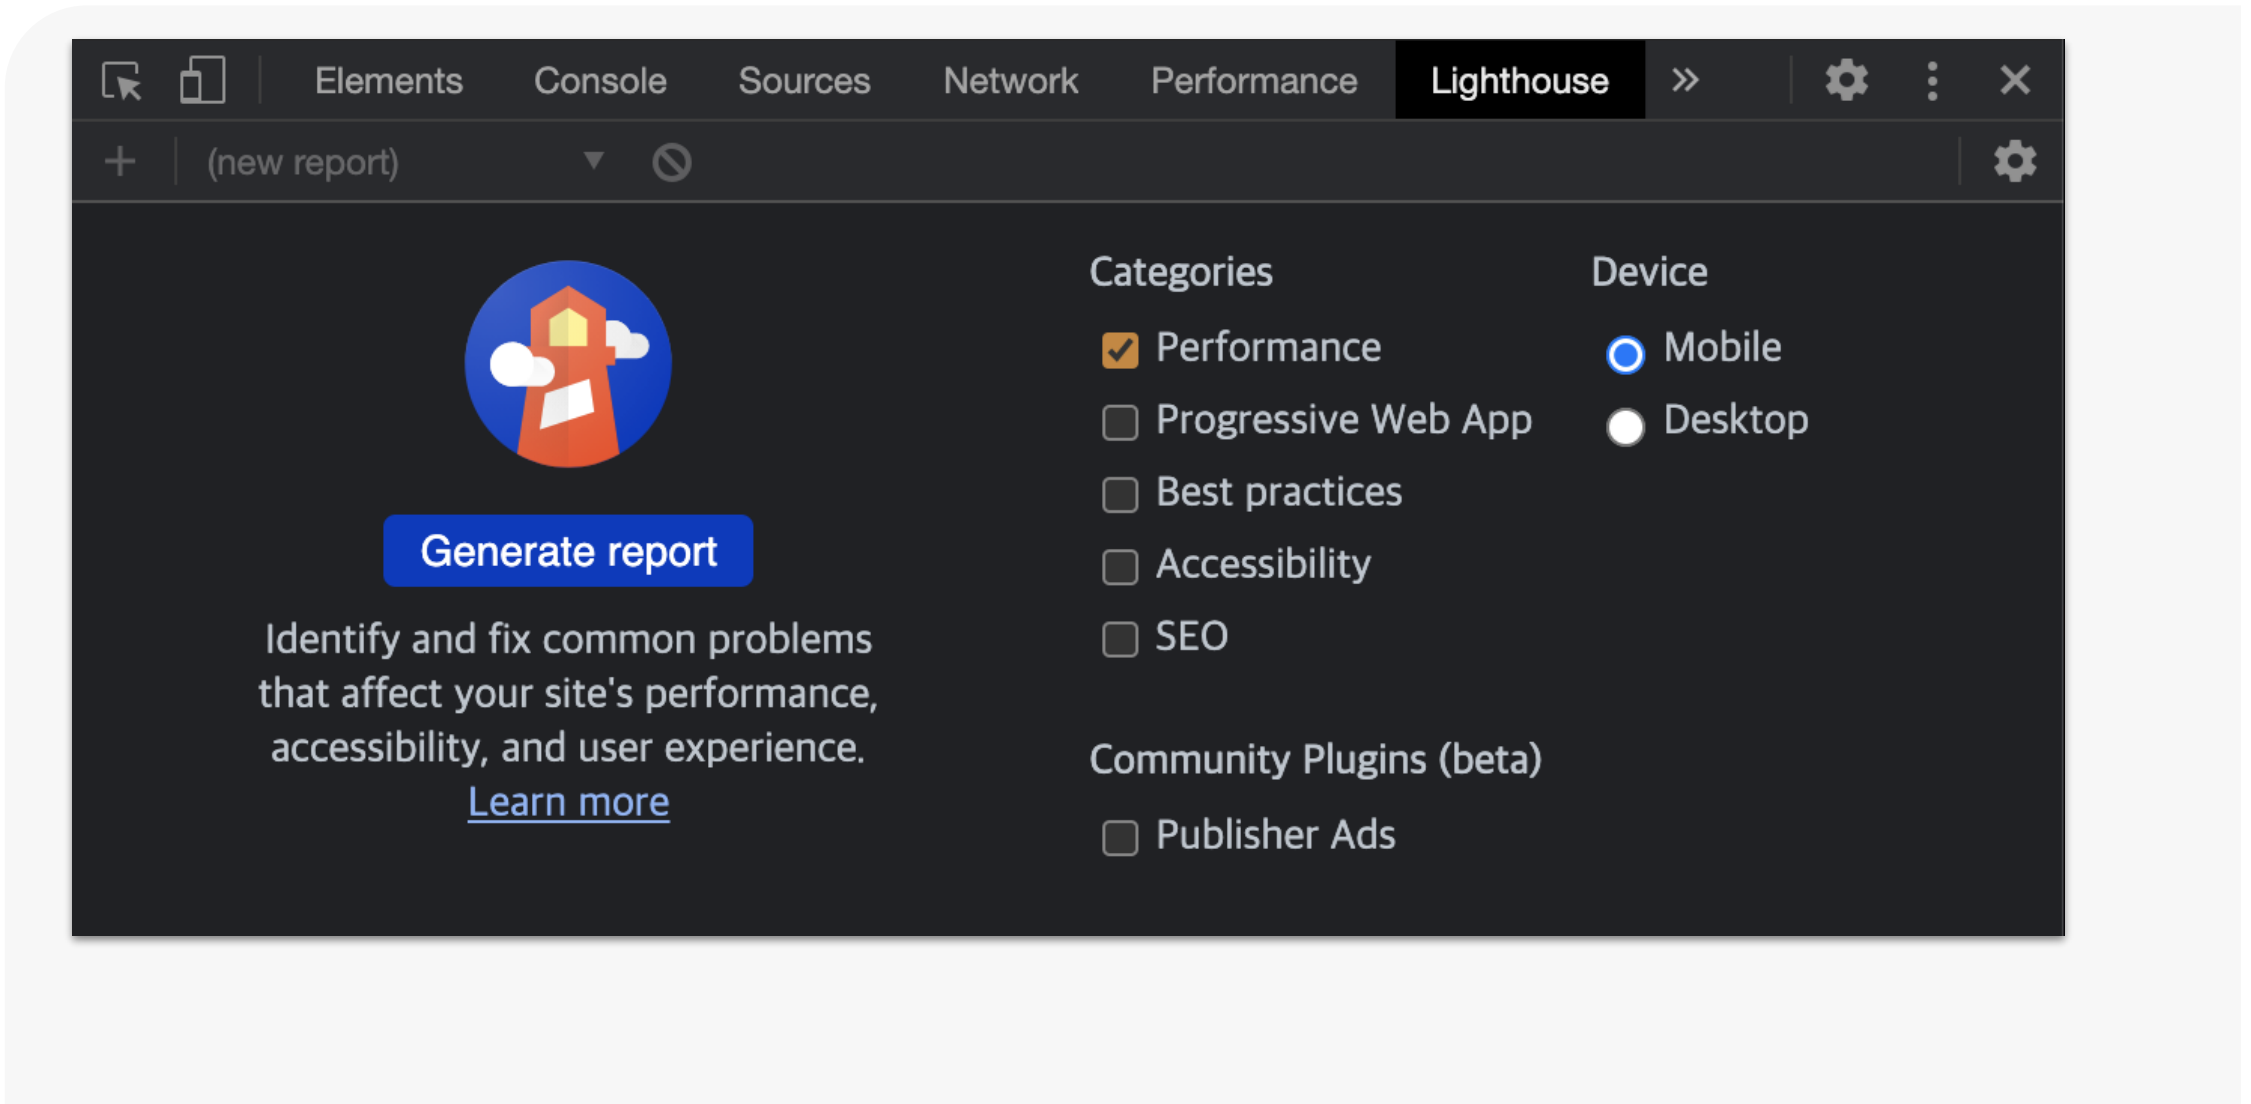 Elements Console Sources Network Performance Lighthouse »
(new report)
Generate report
Identify and fix common problems
that affect your site's performance,
accessibility, and user experience.
Learn more
Categories
Performance
Progressive Web App
Best practices
Accessibility
SEO
Community Plugins (beta)
Publisher Ads
Device
Mobile
Desktop